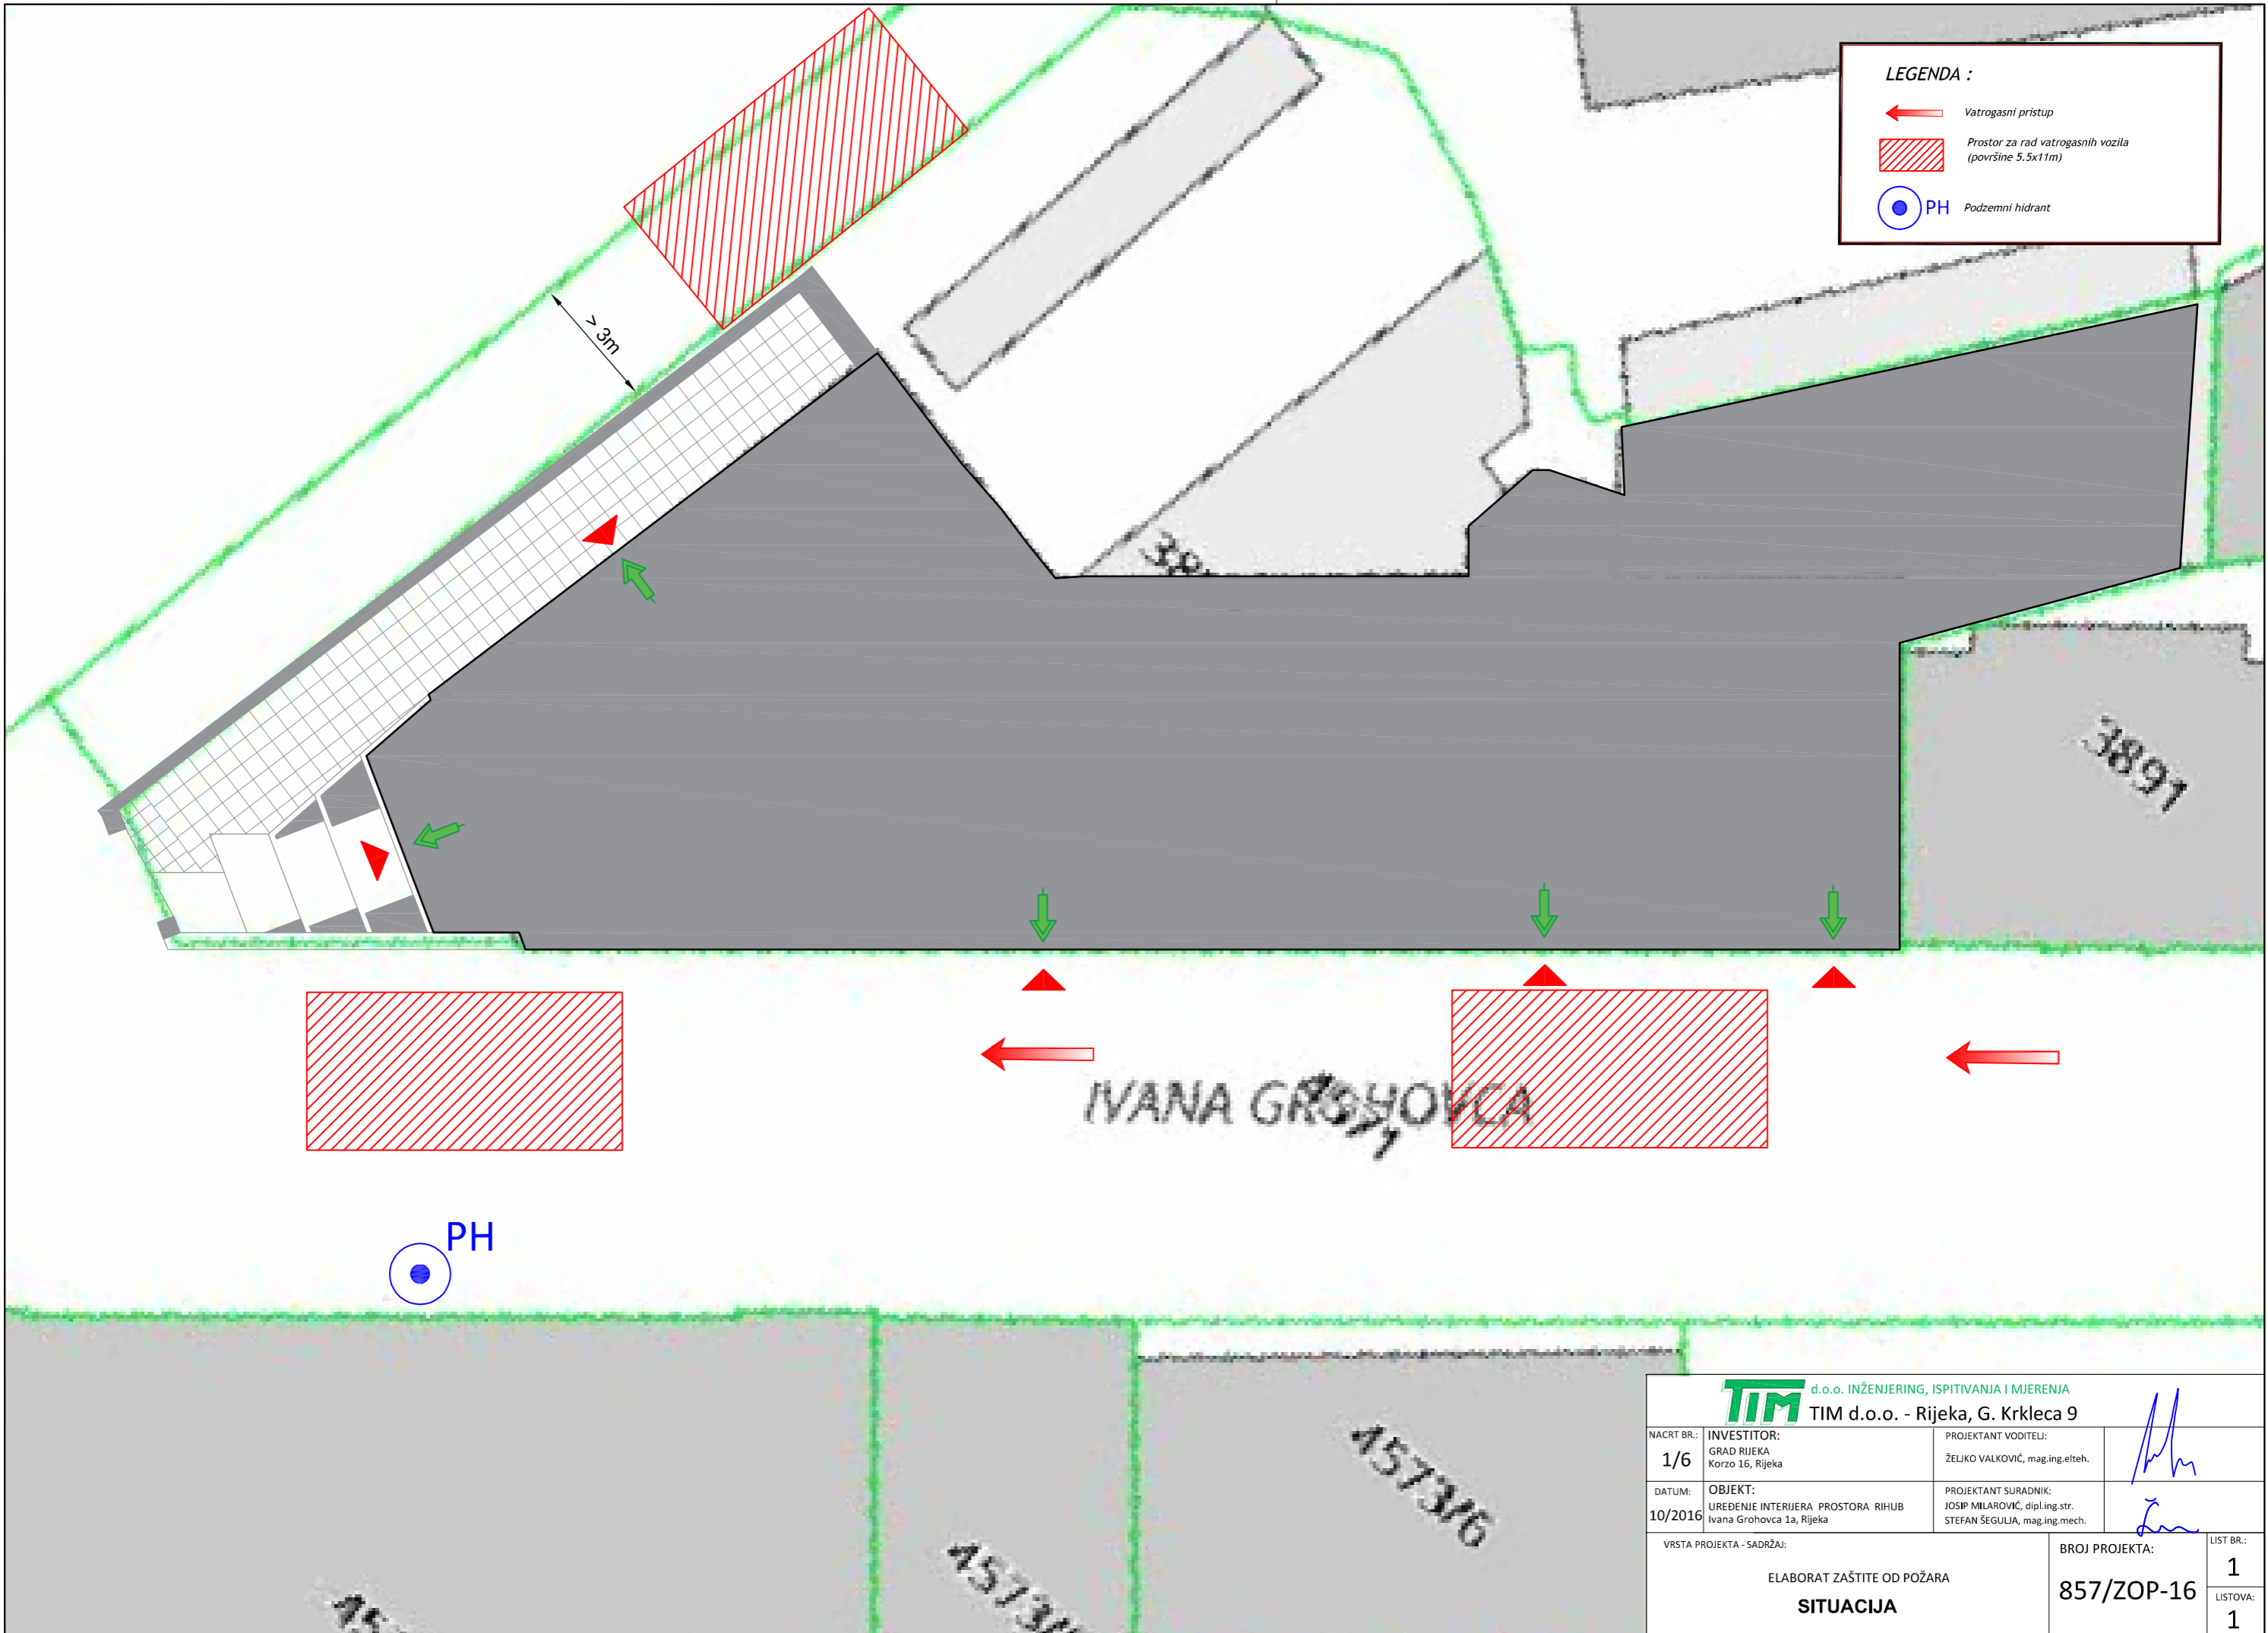 LEGENDA :
Vatrogasni pristup
Prostor za rad vatrogasnih vozila
(površine 5.5x11m)
PH
Podzemni hidrant
> 3m
3891
IVANA GROHOVCA
PH
4573/6
TIM
d.o.o. INŽENJERING, ISPITIVANJA I MJERENJA
TIM d.o.o. - Rijeka, G. Krkleca 9
NACRT BR.:
1/6
INVESTITOR:
GRAD RIJEKA
Korzo 16, Rijeka
PROJEKTANT VODITELJ:
ŽELJKO VALKOVIĆ, mag.ing.elteh.
DATUM:
10/2016
OBJEKT:
UREĐENJE INTERIJERA PROSTORA RIHUB
Ivana Grohovca 1a, Rijeka
PROJEKTANT SURADNIK:
JOSIP MILAROVIĆ, dipl.ing.str.
STEFAN ŠEGULJA, mag.ing.mech.
VRSTA PROJEKTA - SADRŽAJ:
ELABORAT ZAŠTITE OD POŽARA
SITUACIJA
BROJ PROJEKTA:
857/ZOP-16
LIST BR.:
1
LISTOVA:
1